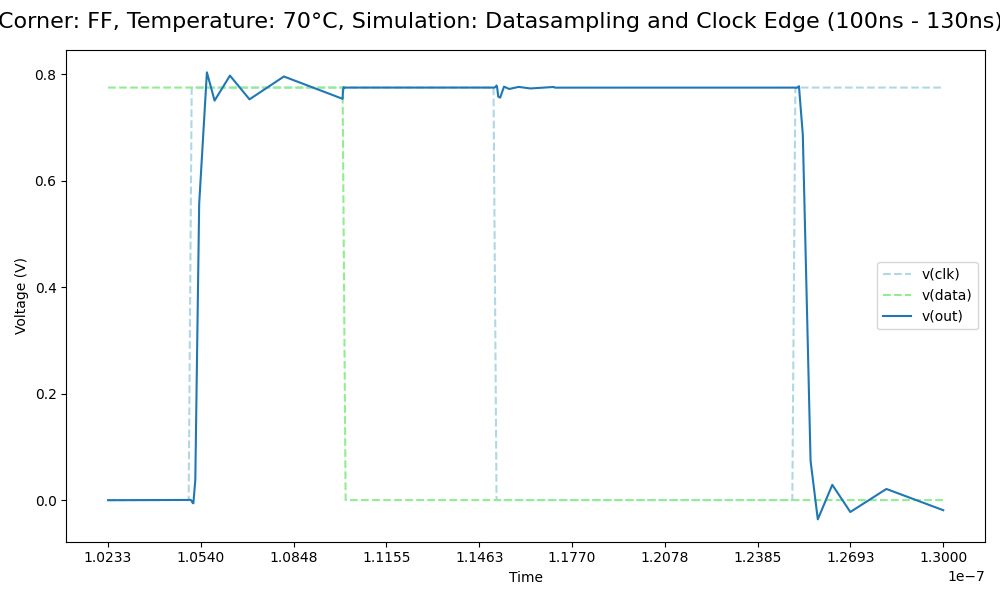 Corner: FF, Temperature: 70°C, Simulation: Datasampling and Clock Edge (100ns - 130ns)
0.8
0.6
0.4
0.2
0.0
Voltage (V)
v(clk)
v(data)
v(out)
1.0233 1.0540 1.0848 1.1155 1.1463 1.1770 1.2078 1.2385 1.2693 1.3000
1e−7
Time